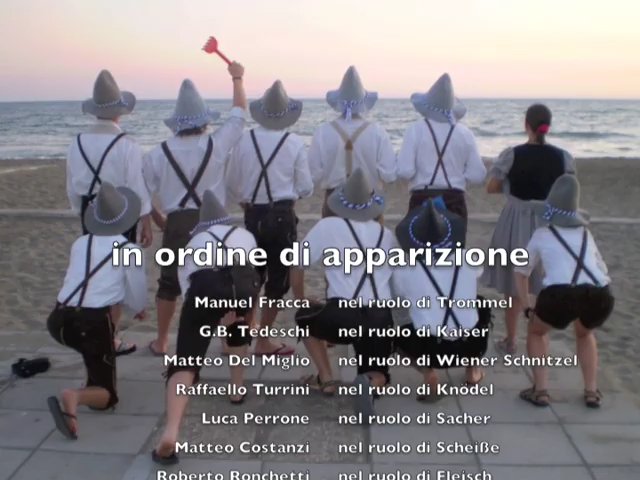 in ordine di apparizione
Manuel Fracca nel ruolo di Trommel
G.B. Tedeschi nel ruolo di Kaiser
Matteo Del Miglio nel ruolo di Wiener Schnitzel
Raffaello Turrini nel ruolo di Knödel
Luca Perrone nel ruolo di Sacher
Matteo Costanzi nel ruolo di Scheiße
Roberto Ronchetti nel ruolo di Fleisch